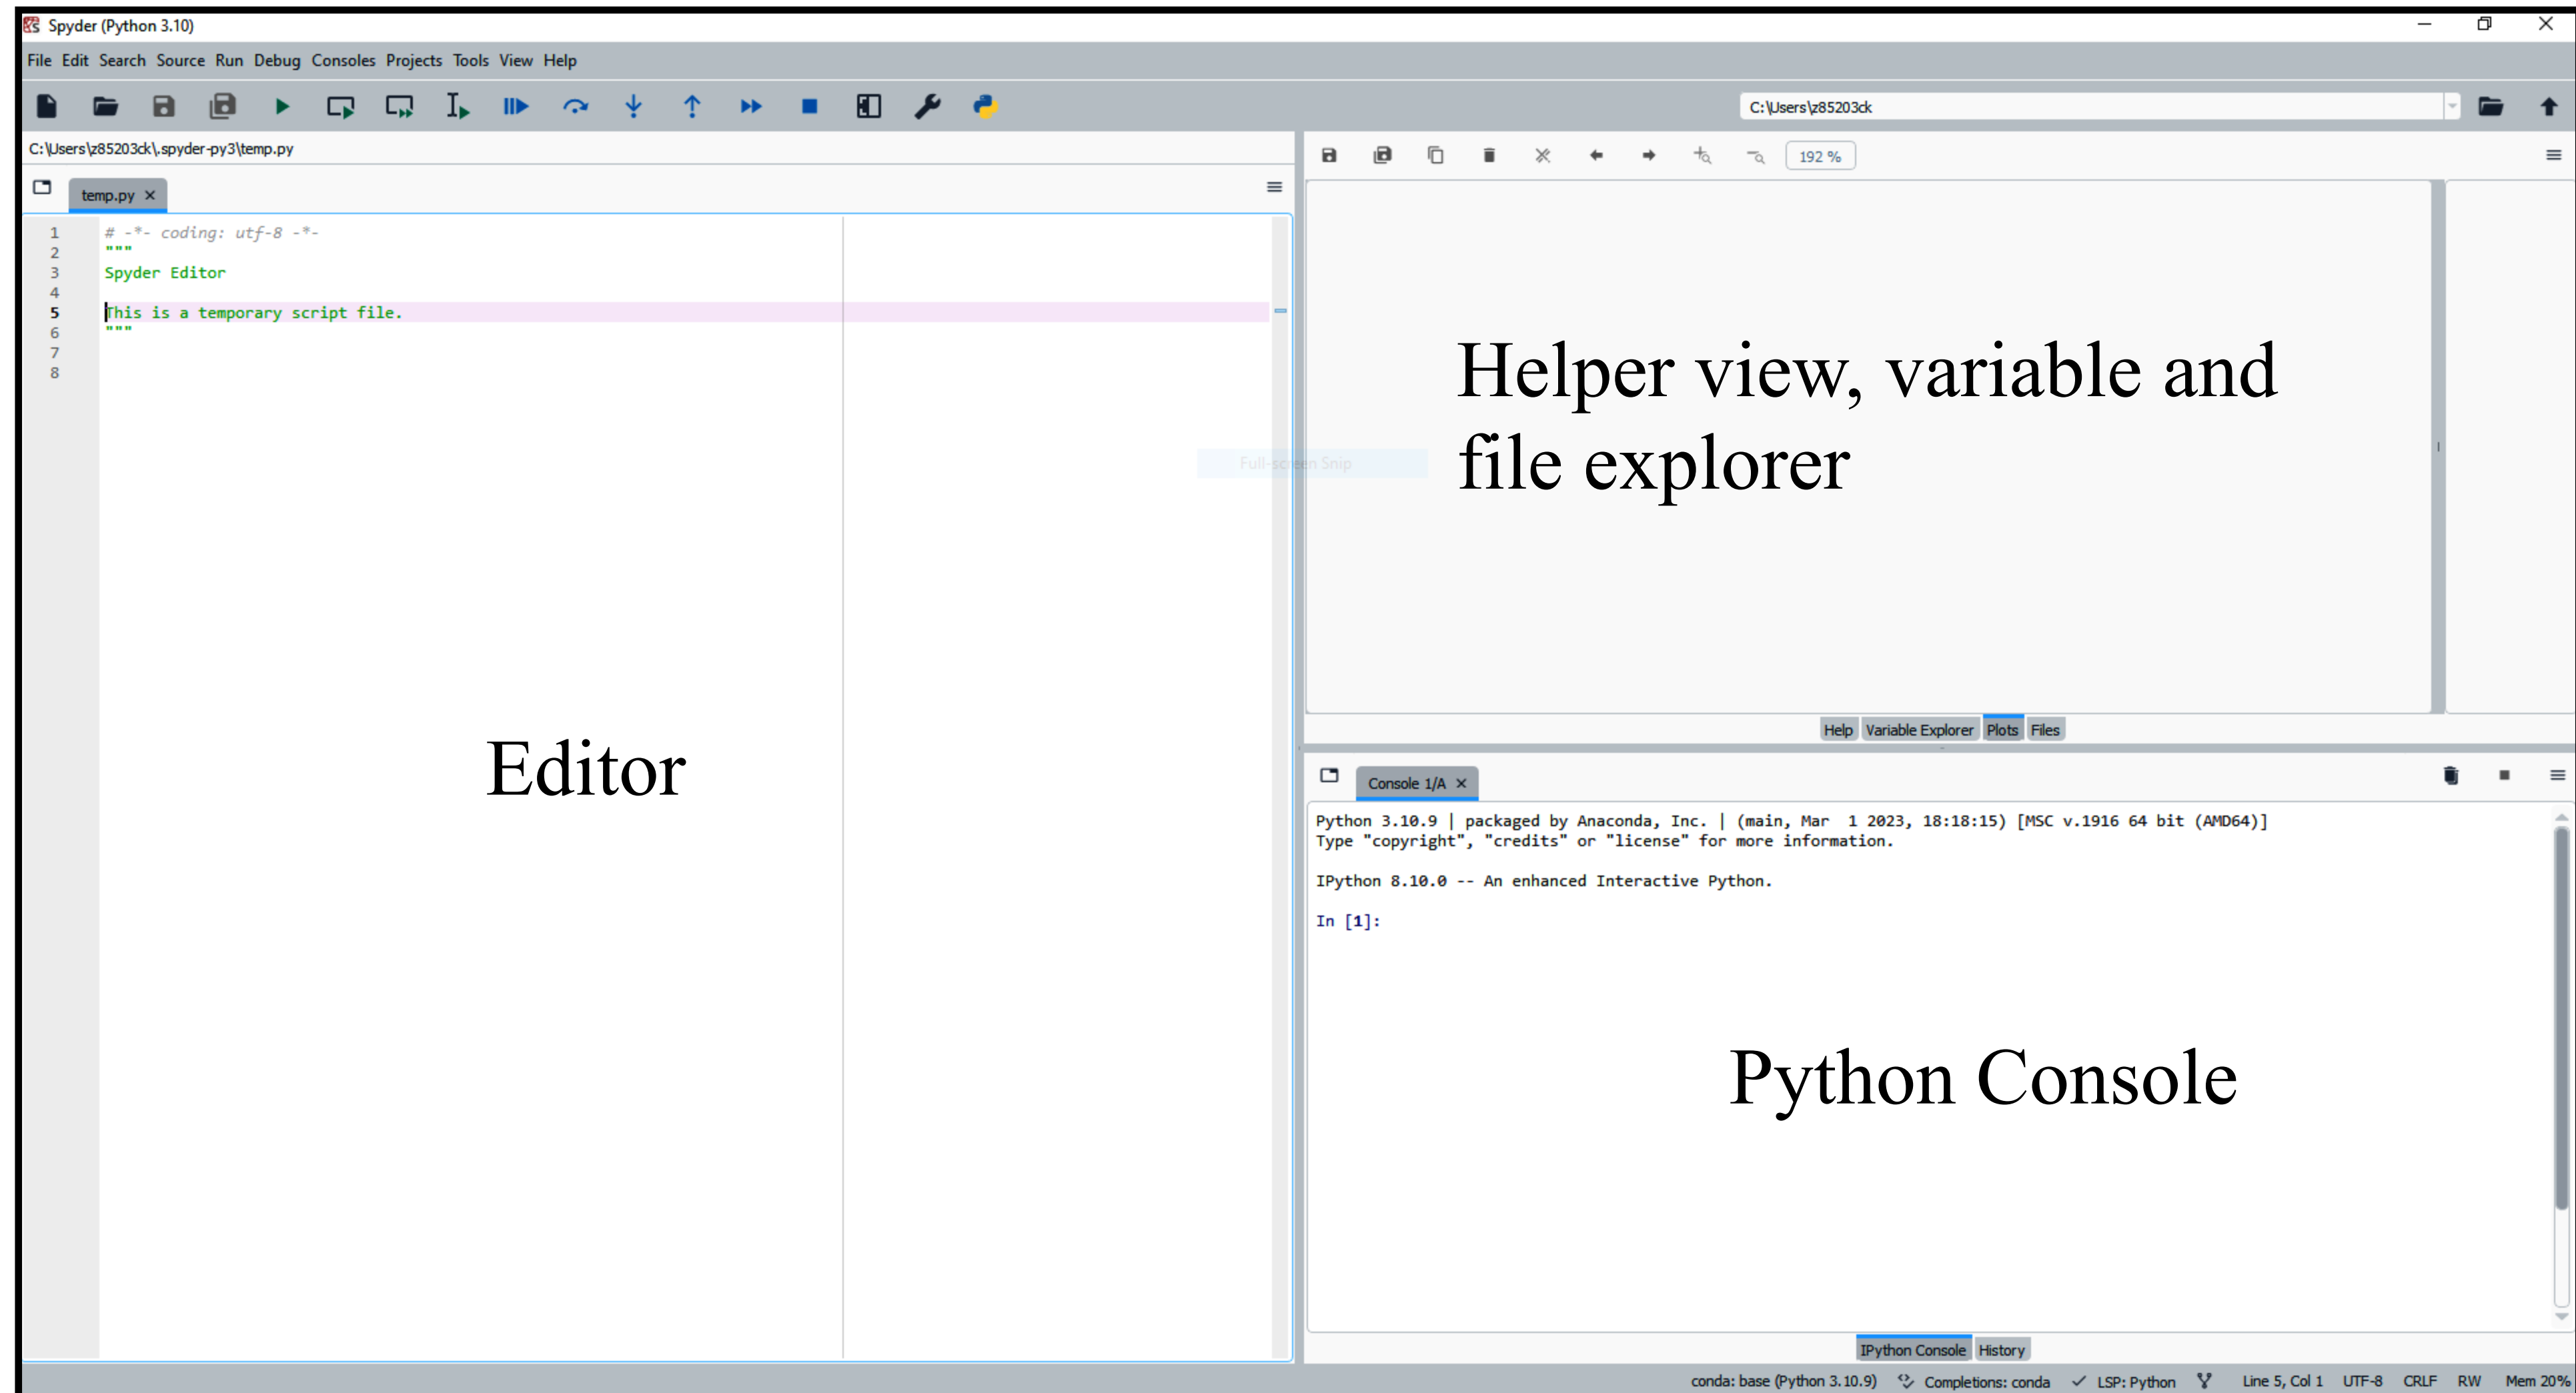 Spyder (Python 3.10)
File Edit Search Source Run Debug Consoles Projects Tools View Help
C:\Users\z85203ck
C:\Users\z85203ck\.spyder-py3\temp.py
temp.py
1 # -*- coding: utf-8 -*-
2 """
3 Spyder Editor
4
5 This is a temporary script file.
6 """
7
8
Editor
192 %
Helper view, variable and
file explorer
Full-screen Snip
Help Variable Explorer Plots Files
Console 1/A
Python 3.10.9 | packaged by Anaconda, Inc. | (main, Mar  1 2023, 18:18:15) [MSC v.1916 64 bit (AMD64)]
Type "copyright", "credits" or "license" for more information.
IPython 8.10.0 -- An enhanced Interactive Python.
In [1]:
Python Console
IPython Console History
conda: base (Python 3.10.9) Completions: conda LSP: Python Line 5, Col 1 UTF-8 CRLF RW Mem 20%